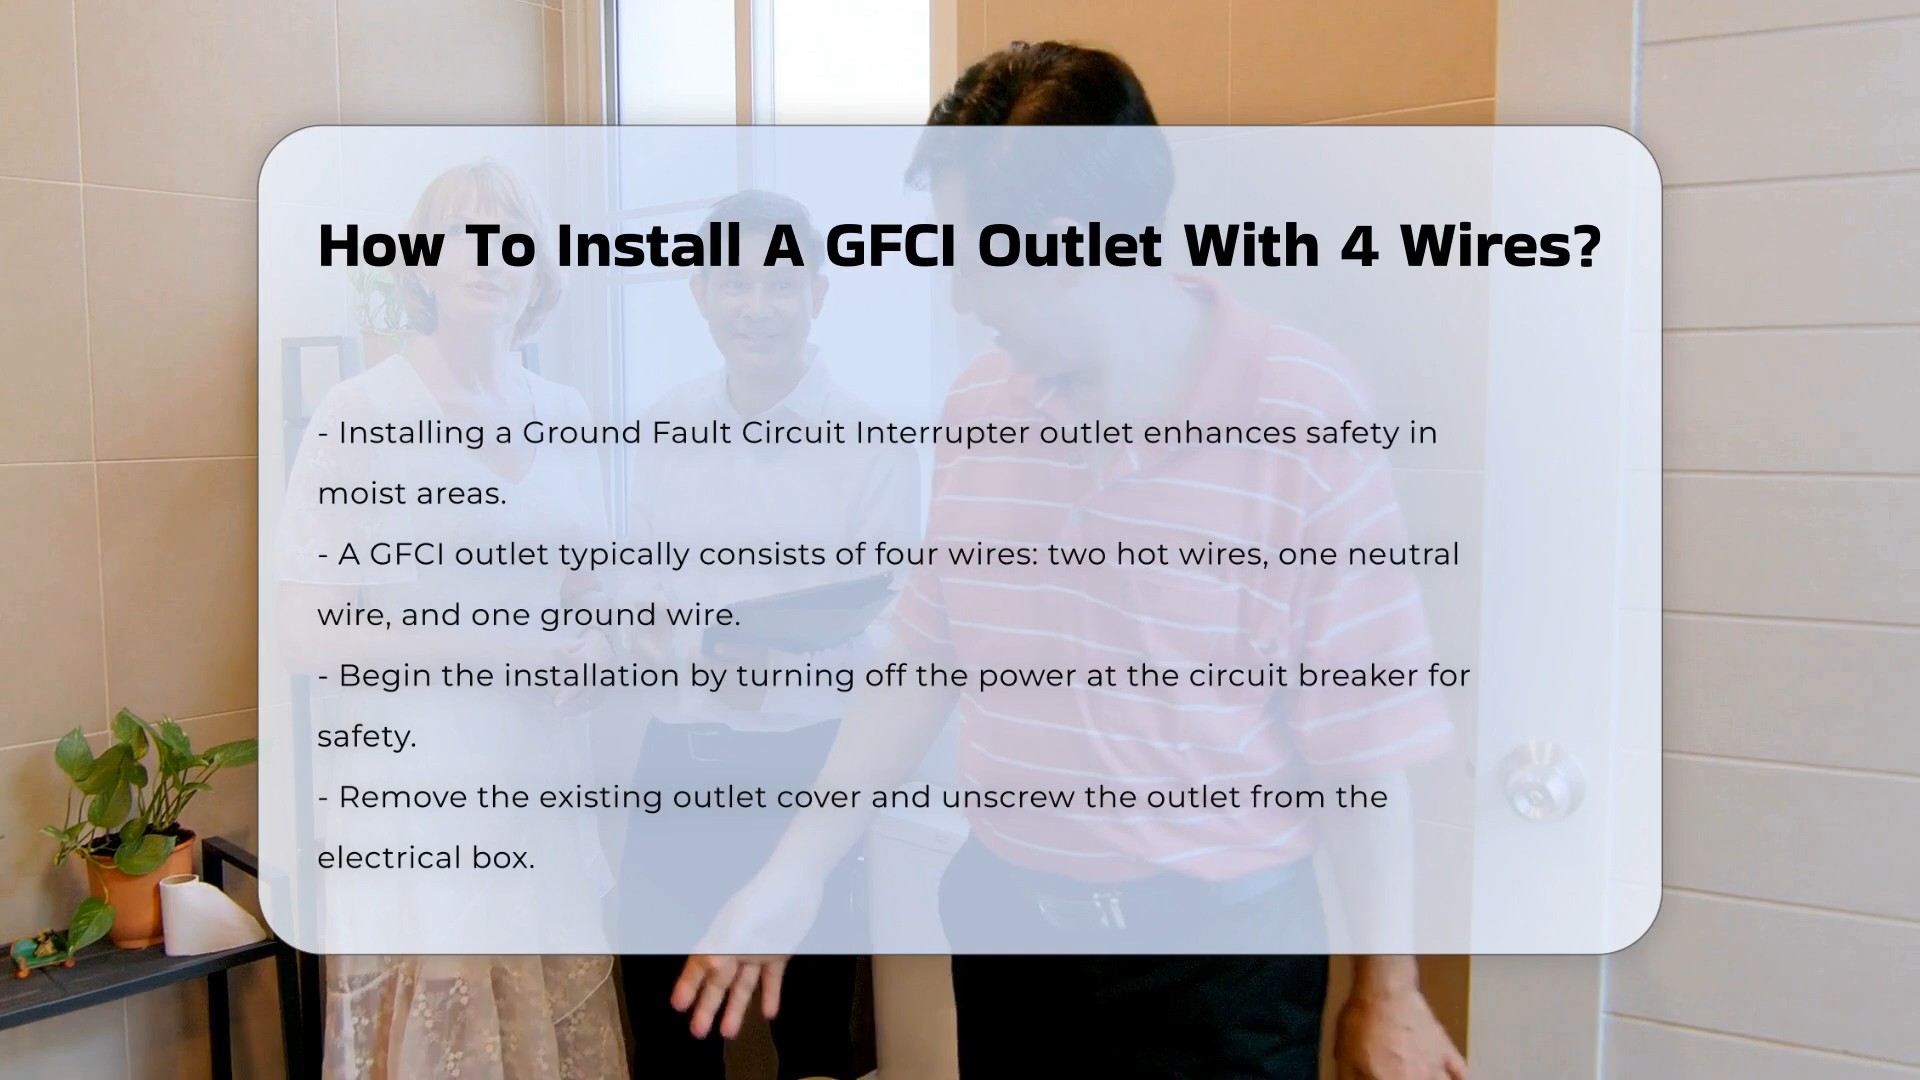 How To Install A GFCI Outlet With 4 Wires?
- Installing a Ground Fault Circuit Interrupter outlet enhances safety in
moist areas.
- A GFCI outlet typically consists of four wires: two hot wires, one neutral
wire, and one ground wire.
- Begin the installation by turning off the power at the circuit breaker for
safety.
- Remove the existing outlet cover and unscrew the outlet from the
electrical box.